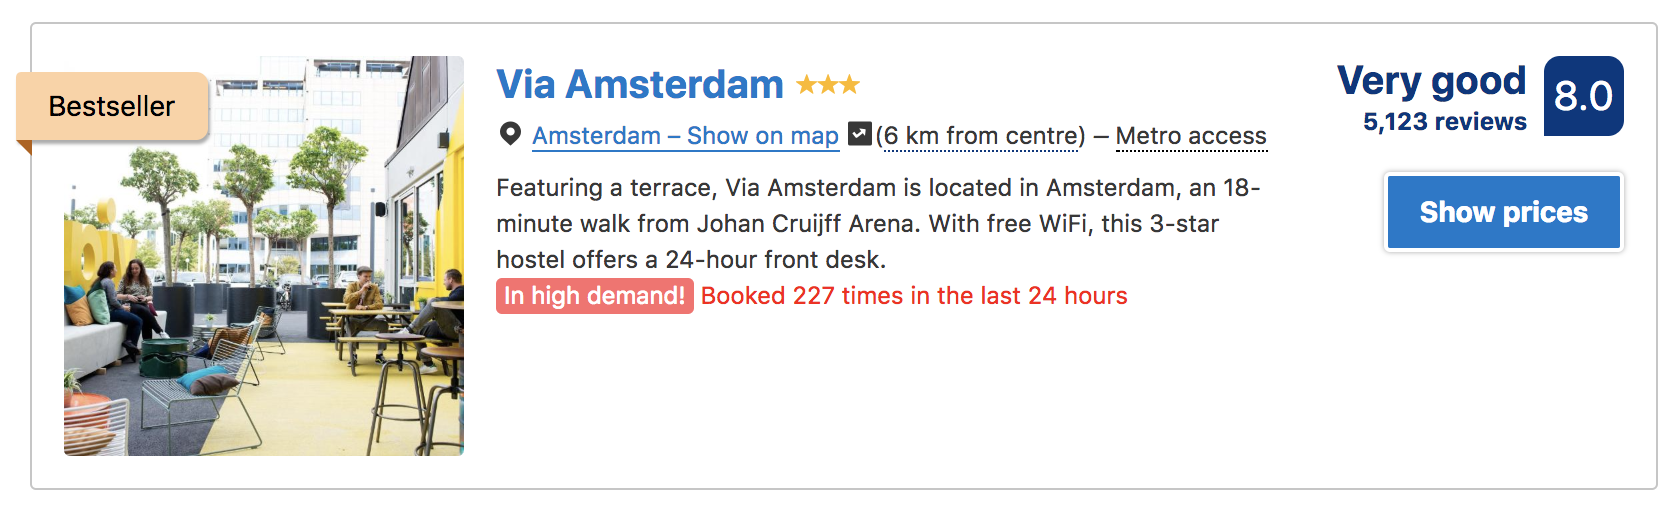 Bestseller
Via Amsterdam
Amsterdam – Show on map (6 km from centre) – Metro access
Featuring a terrace, Via Amsterdam is located in Amsterdam, an 18-
minute walk from Johan Cruijff Arena. With free WiFi, this 3-star
hostel offers a 24-hour front desk.
In high demand! Booked 227 times in the last 24 hours
Very good 8.0
5,123 reviews
Show prices